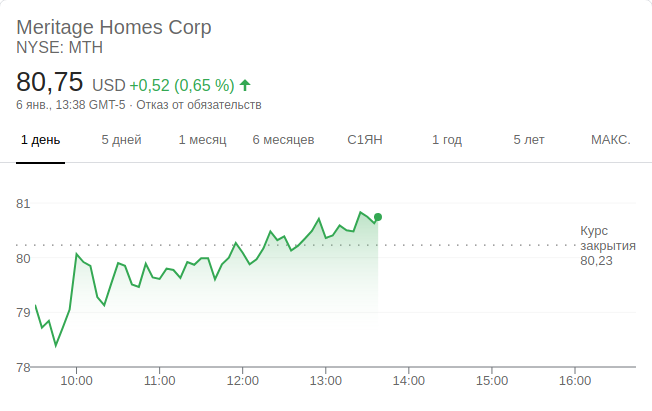 Meritage Homes Corp
NYSE: MTH
80,75 USD +0,52 (0,65 %)
6 янв., 13:38 GMT-5 · Отказ от обязательств
1 день 5 дней 1 месяц 6 месяцев С1ЯН 1 год 5 лет МАКС.
81
Курс
закрытия
80,23
80
79
78
10:00 11:00 12:00 13:00 14:00 15:00 16:00